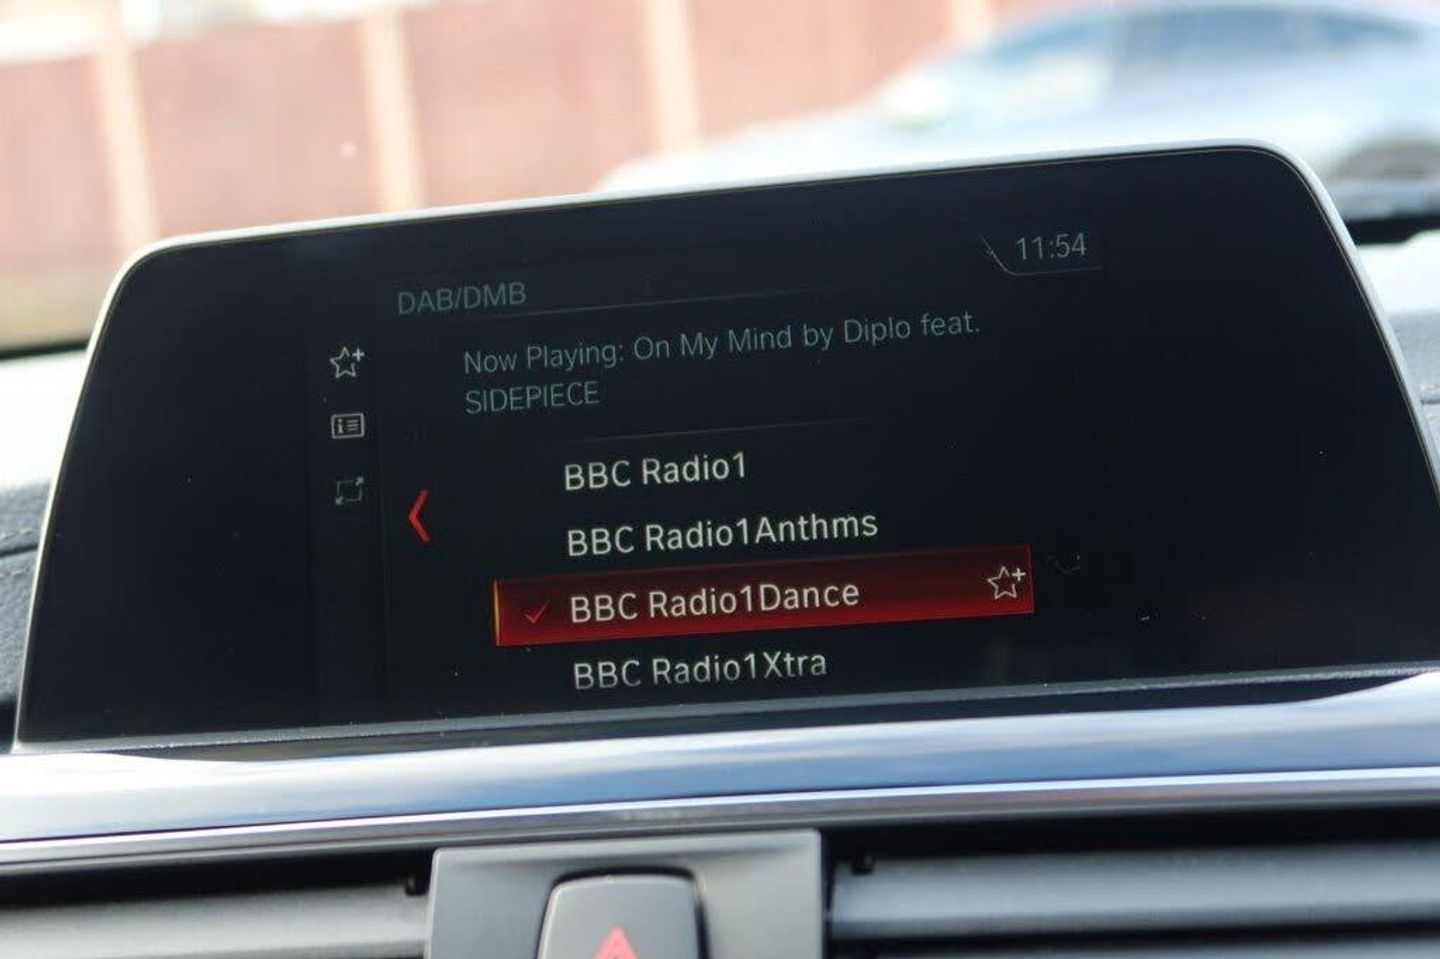 11:54
DAB/DMB
Now Playing: On My Mind by Diplo feat.
SIDEPIECE
BBC Radio1
BBC Radio1Anthms
BBC Radio1Dance
BBC Radio1Xtra